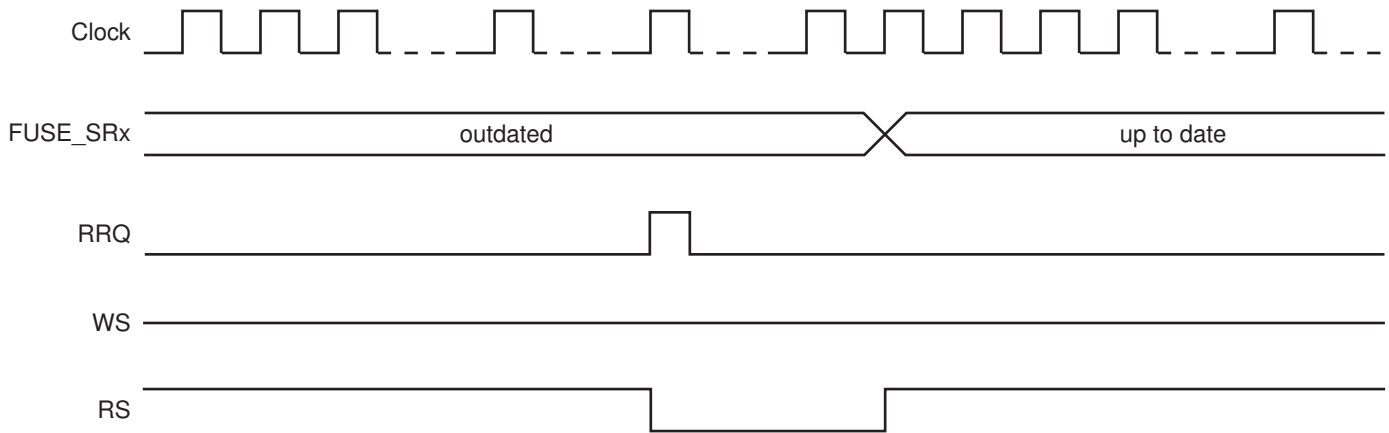 Clock
FUSE_SRx
outdated
up to date
RRQ
WS
RS